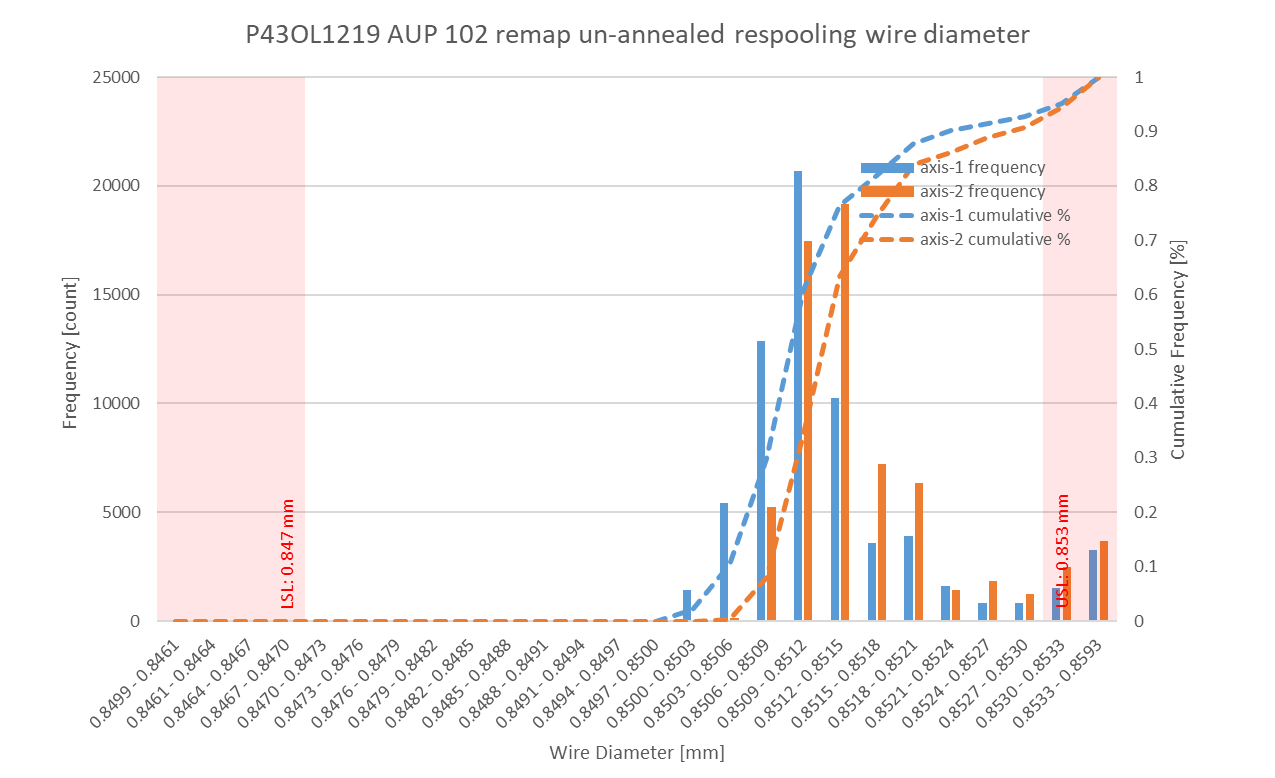 P43OL1219 AUP 102 remap un-annealed respooling wire diameter
25000
20000
15000
10000
5000
0
Frequency [count]
1
0.9
0.8
0.7
0.6
0.5
0.4
0.3
0.2
0.1
0
Cumulative Frequency [%]
axis-1 frequency
axis-2 frequency
axis-1 cumulative %
axis-2 cumulative %
LSL: 0.847 mm
USL: 0.853 mm
0.8499 - 0.8461
0.8461 - 0.8464
0.8464 - 0.8467
0.8467 - 0.8470
0.8470 - 0.8473
0.8473 - 0.8476
0.8476 - 0.8479
0.8479 - 0.8482
0.8482 - 0.8485
0.8485 - 0.8488
0.8488 - 0.8491
0.8491 - 0.8494
0.8494 - 0.8497
0.8497 - 0.8500
0.8500 - 0.8503
0.8503 - 0.8506
0.8506 - 0.8509
0.8509 - 0.8512
0.8512 - 0.8515
0.8515 - 0.8518
0.8518 - 0.8521
0.8521 - 0.8524
0.8524 - 0.8527
0.8527 - 0.8530
0.8530 - 0.8533
0.8533 - 0.8593
Wire Diameter [mm]